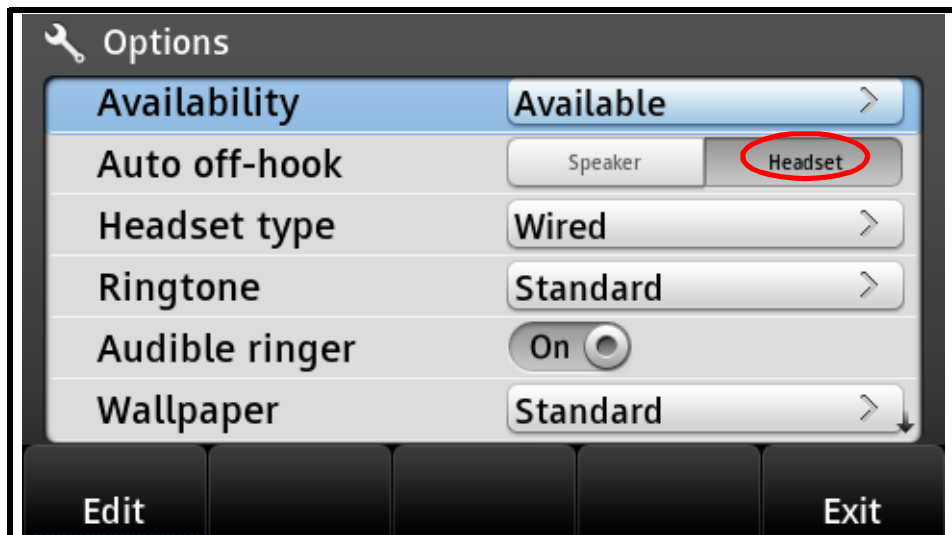 Options
Availability Available
Auto off-hook Speaker Headset
Headset type Wired
Ringtone Standard
Audible ringer On
Wallpaper Standard
Edit Exit